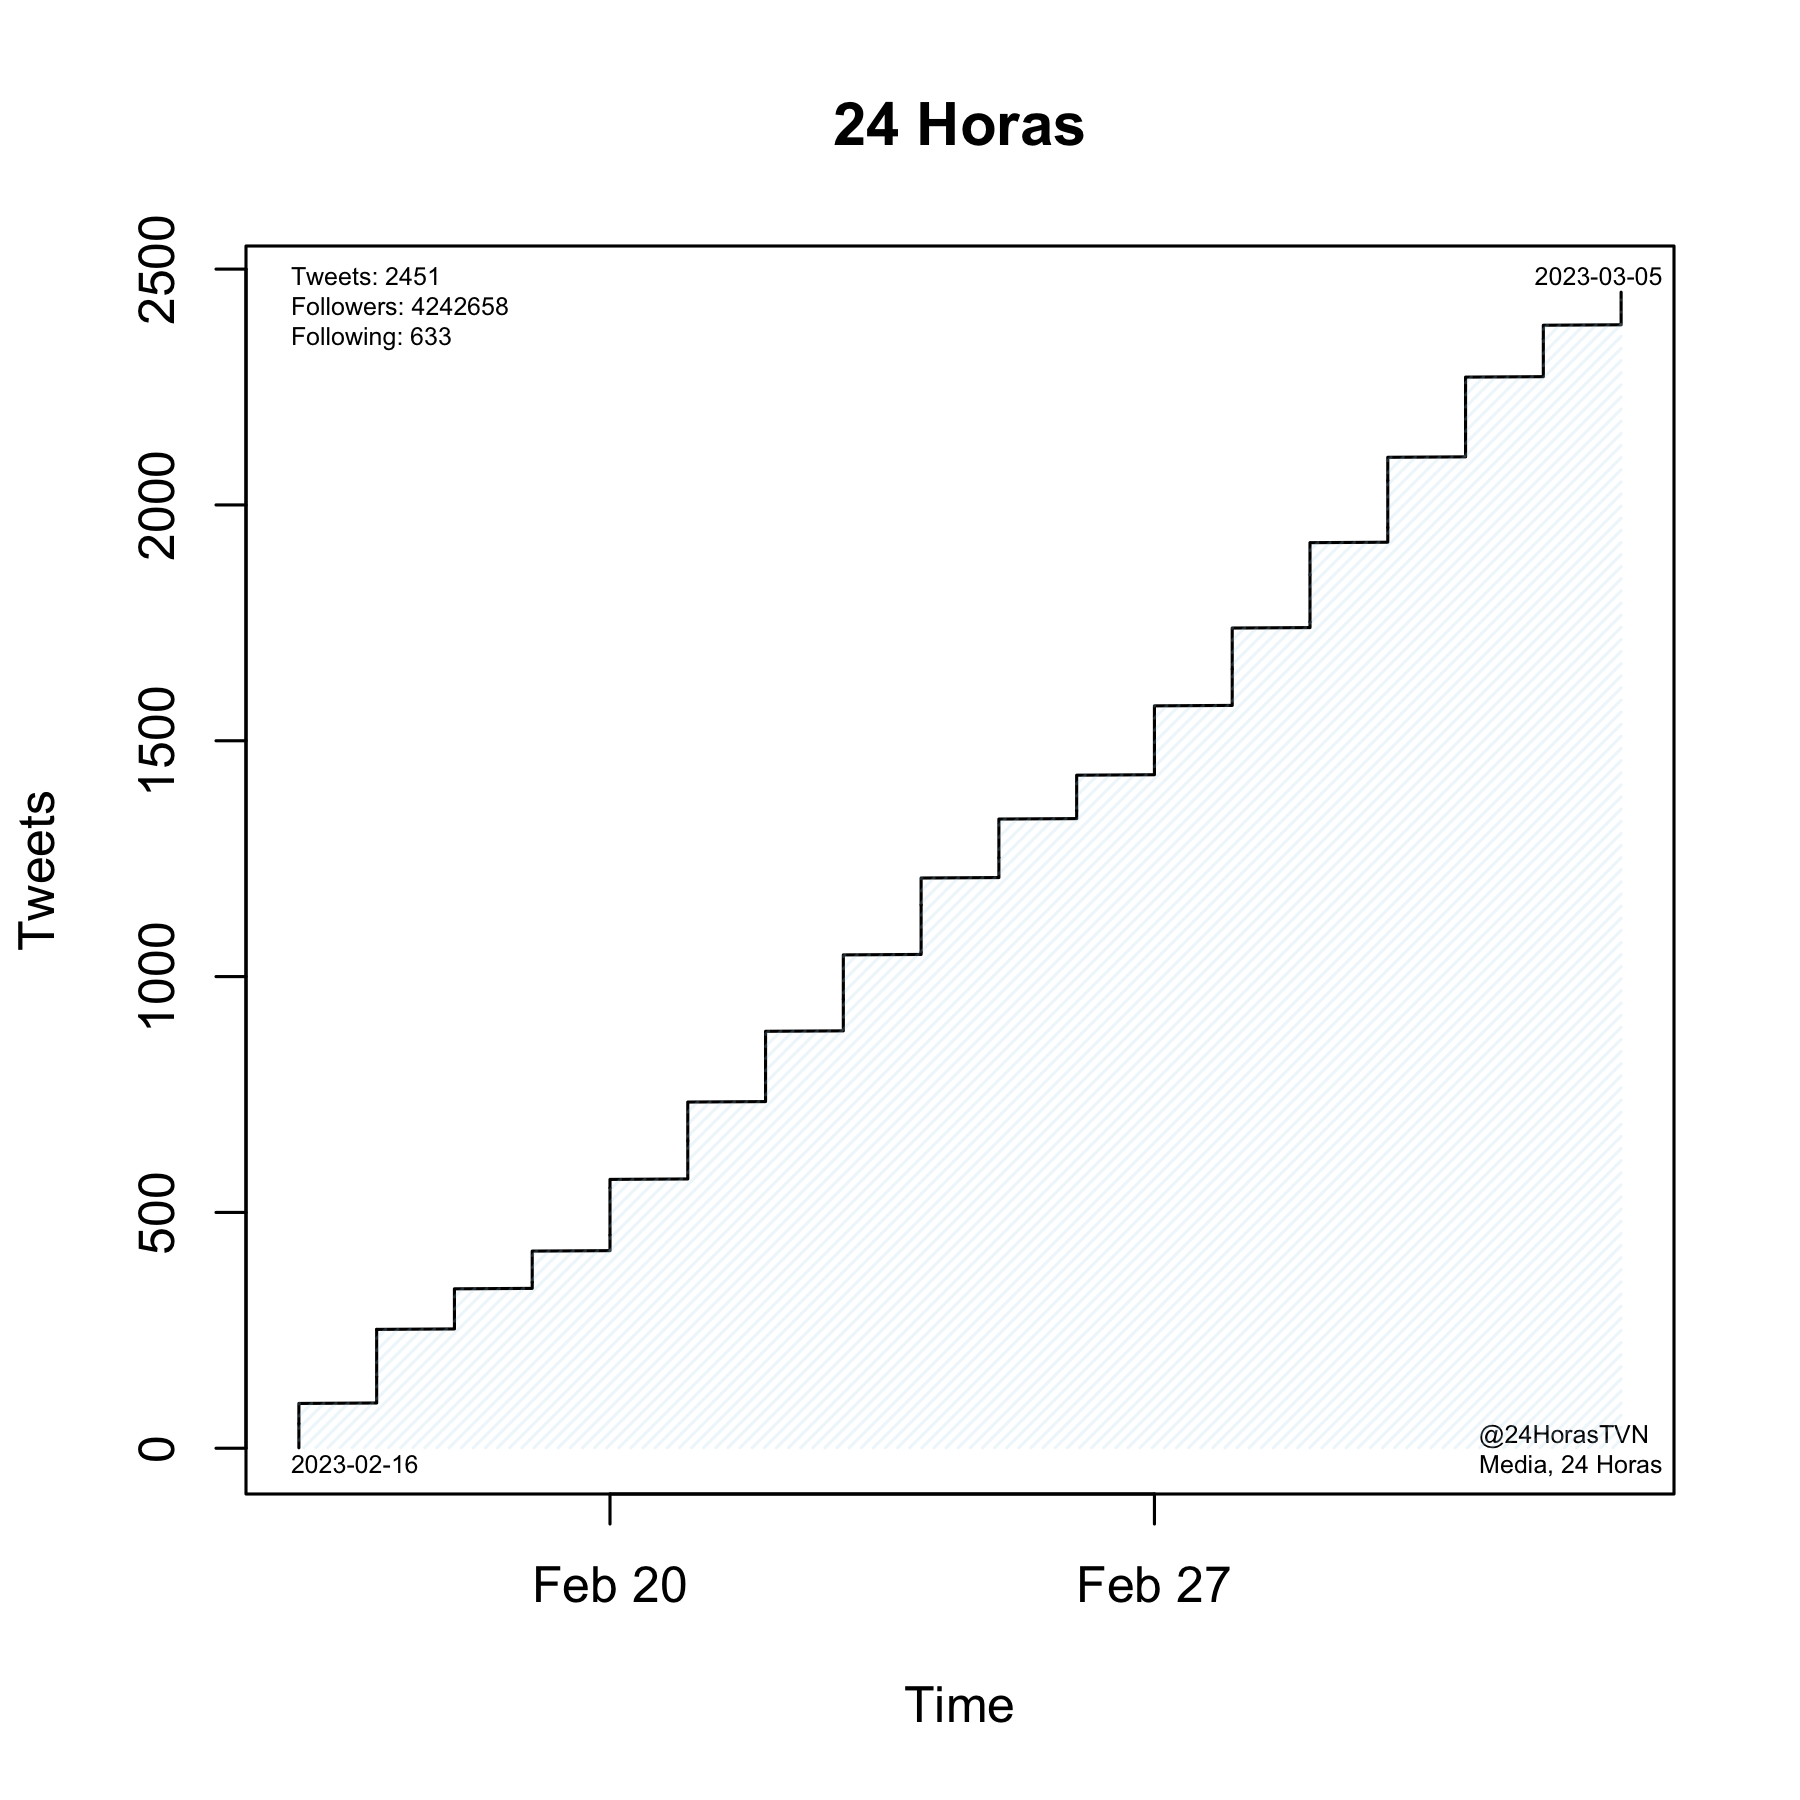 24 Horas
Tweets: 2451
Followers: 4242658
Following: 633
2023-03-05
2500
2000
1500
1000
500
0
Tweets
2023-02-16
@24HorasTVN
Media, 24 Horas
Feb 20
Feb 27
Time